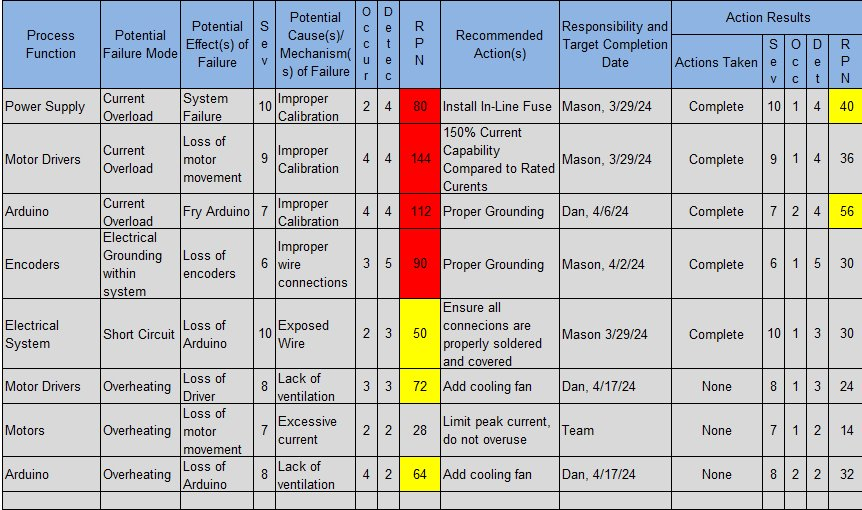 Process Function | Potential Failure Mode | Potential Effect(s) of Failure | Sev | Potential Cause(s)/ Mechanism(s) of Failure | Occur | Detec | RPN | Recommended Action(s) | Responsibility and Target Completion Date | Action Results
Actions Taken | Sev | Occ | Det | RPN
Power Supply | Current Overload | System Failure | 10 | Improper Calibration | 2 | 4 | 80 | Install In-Line Fuse | Mason, 3/29/24 | Complete | 10 | 1 | 4 | 40
Motor Drivers | Current Overload | Loss of motor movement | 9 | Improper Calibration | 4 | 4 | 144 | 150% Current Capability Compared to Rated Curents | Mason, 3/29/24 | Complete | 9 | 1 | 4 | 36
Arduino | Current Overload | Fry Arduino | 7 | Improper Calibration | 4 | 4 | 112 | Proper Grounding | Dan, 4/6/24 | Complete | 7 | 2 | 4 | 56
Encoders | Electrical Grounding within system | Loss of encoders | 6 | Improper wire connections | 3 | 5 | 90 | Proper Grounding | Mason, 4/2/24 | Complete | 6 | 1 | 5 | 30
Electrical System | Short Circuit | Loss of Arduino | 10 | Exposed Wire | 2 | 3 | 50 | Ensure all connecions are properly soldered and covered | Mason 3/29/24 | Complete | 10 | 1 | 3 | 30
Motor Drivers | Overheating | Loss of Driver | 8 | Lack of ventilation | 3 | 3 | 72 | Add cooling fan | Dan, 4/17/24 | None | 8 | 1 | 3 | 24
Motors | Overheating | Loss of motor movement | 7 | Excessive current | 2 | 2 | 28 | Limit peak current, do not overuse | Team | None | 7 | 1 | 2 | 14
Arduino | Overheating | Loss of Arduino | 8 | Lack of ventilation | 4 | 2 | 64 | Add cooling fan | Dan, 4/17/24 | None | 8 | 2 | 2 | 32